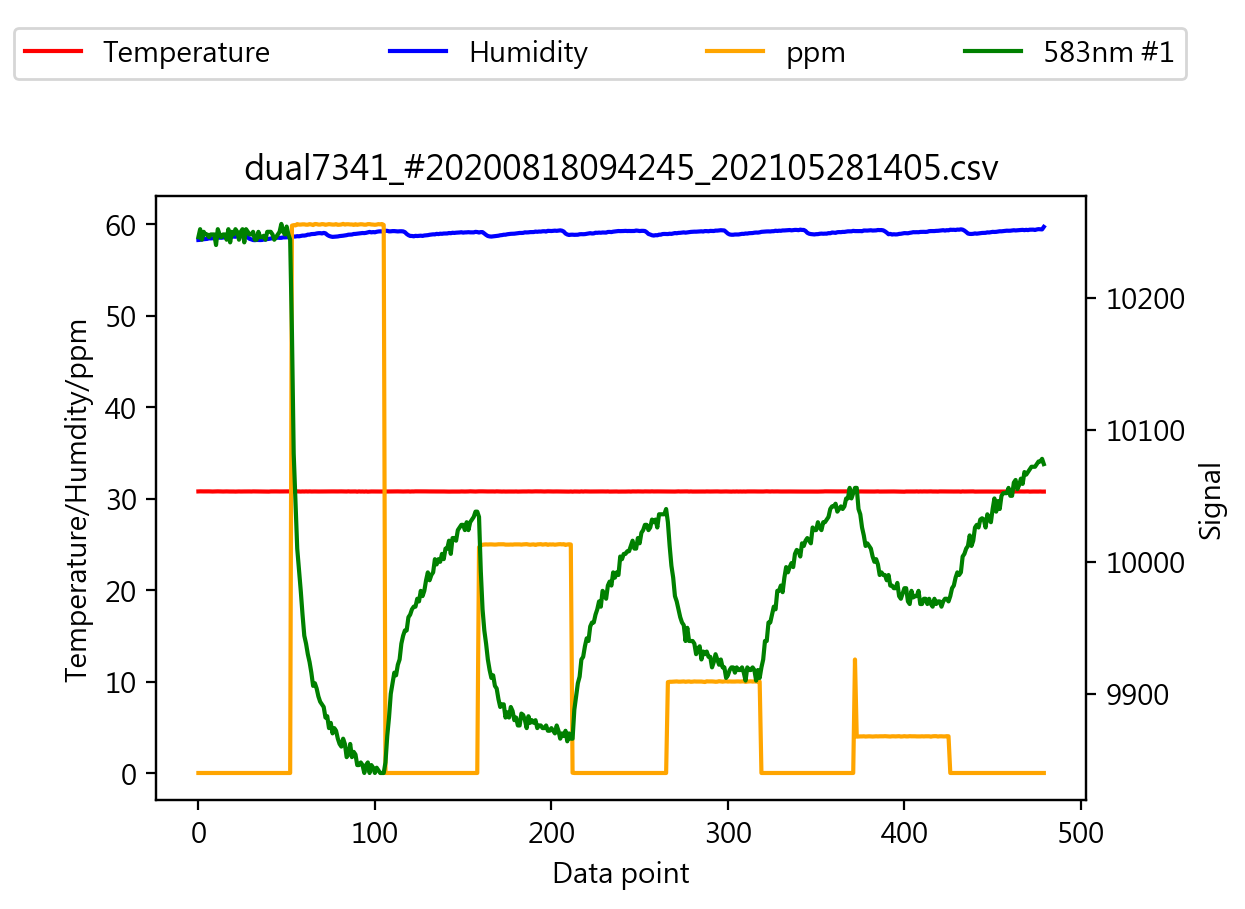 Temperature Humidity ppm 583nm #1
dual7341_#20200818094245_202105281405.csv
Temperature/Humdity/ppm
60
50
40
30
20
10
0
10200
10100
10000
9900
Signal
0 100 200 300 400 500
Data point